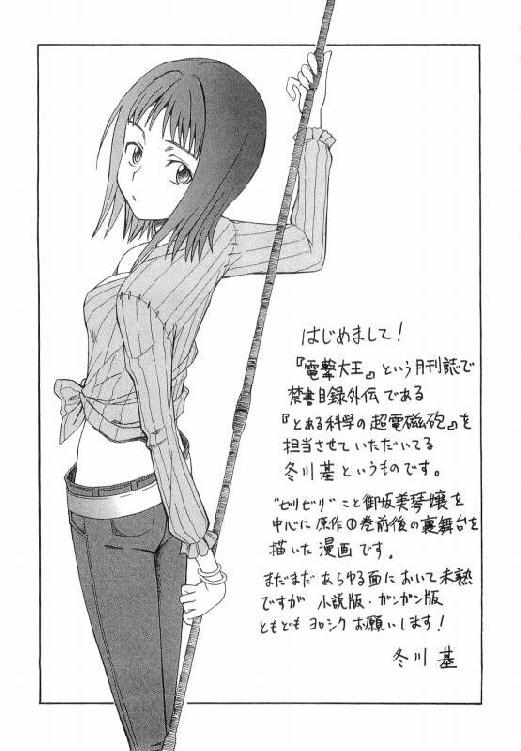 はじめまして!
『電撃大王』という月刊誌で
禁書目録外伝である
『とある科学の超電磁砲』を
担当させていただいてる
冬川基というものです。
"ビリビリ"こと御坂美琴嬢を
中心に原作①巻前後の裏舞台を
描いた漫画です。
まだまだあらゆる面において未熟
ですが 小説版・ガンガン版
ともどもヨロシクお願いします!
冬川 基